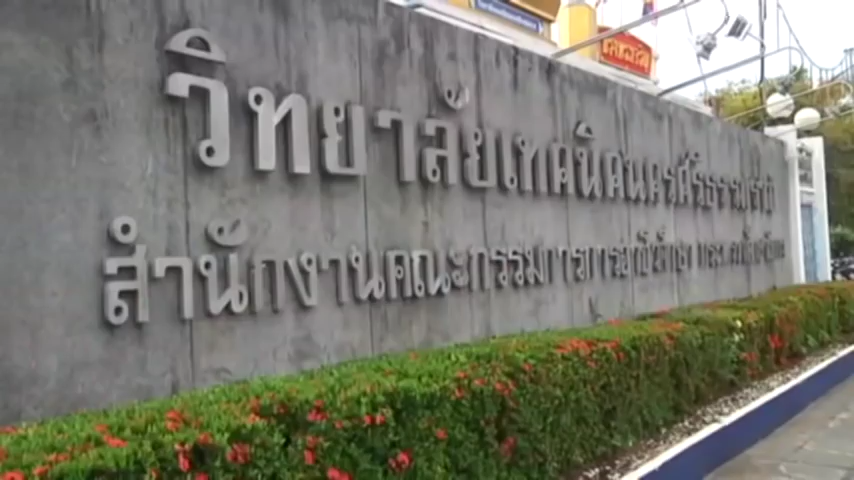 วิทยาลัยเทคนิคนครศรีธรรมราช
สำนักงานคณะกรรมการการอาชีวศึกษา